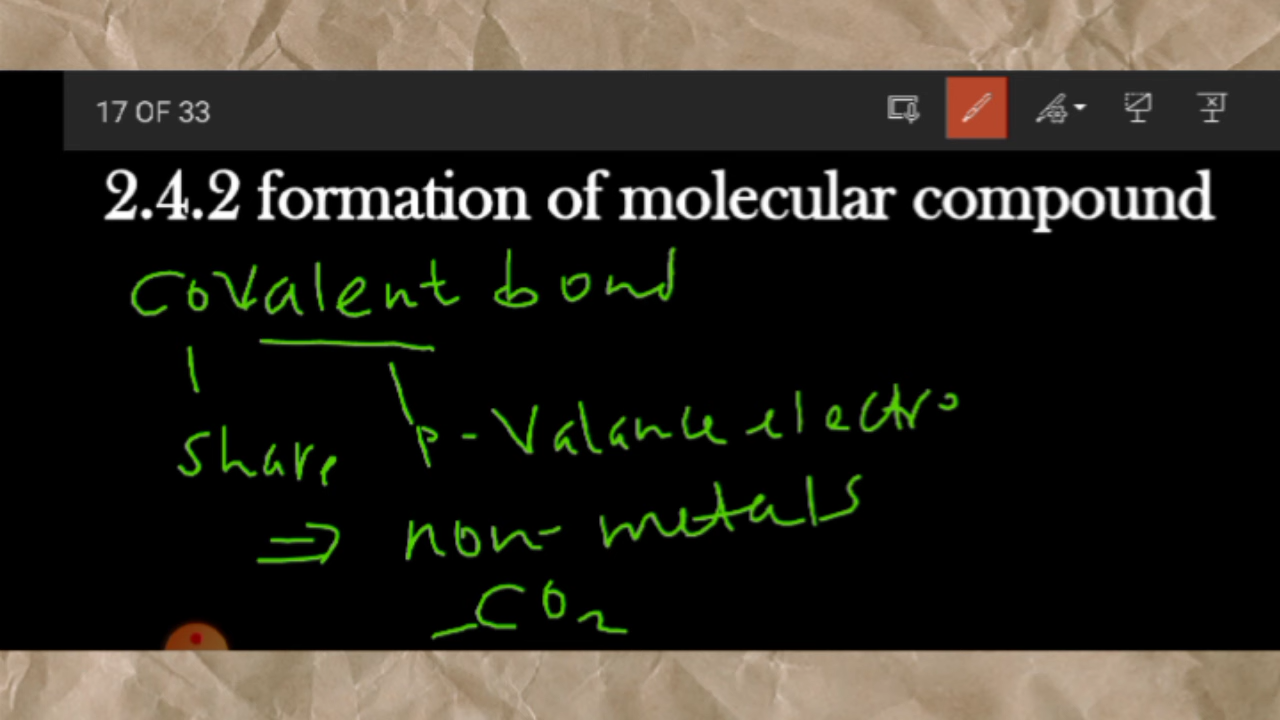 17 OF 33
2.4.2 formation of molecular compound
Covalent bond
share p - Valance electro
⇒ non-metals
CO₂